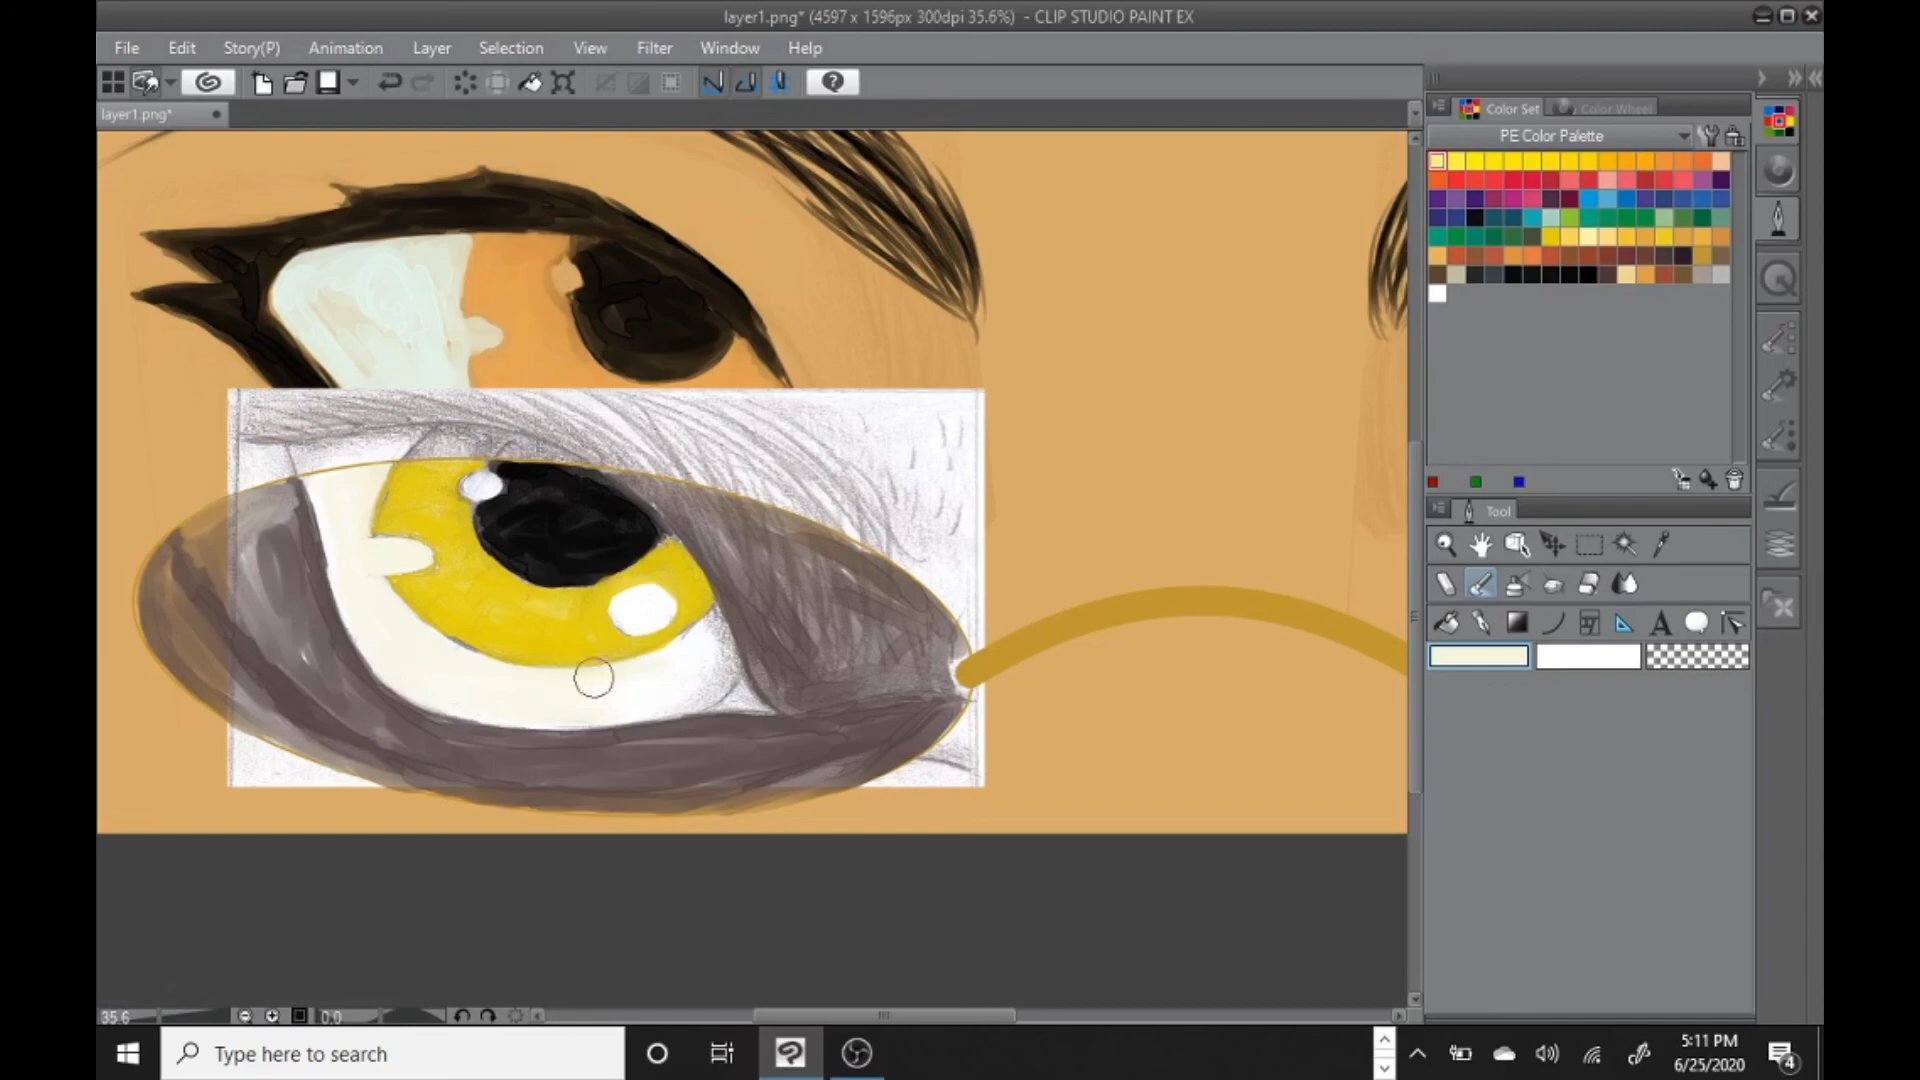 layer1.png* (4597 x 1596px 300dpi 35.6%) - CLIP STUDIO PAINT EX
File Edit Story(P) Animation Layer Selection View Filter Window Help
layer1.png*
Color Set Color Wheel
PE Color Palette
Tool
A
35.6 0.0
Type here to search
5:11 PM
6/25/2020
4